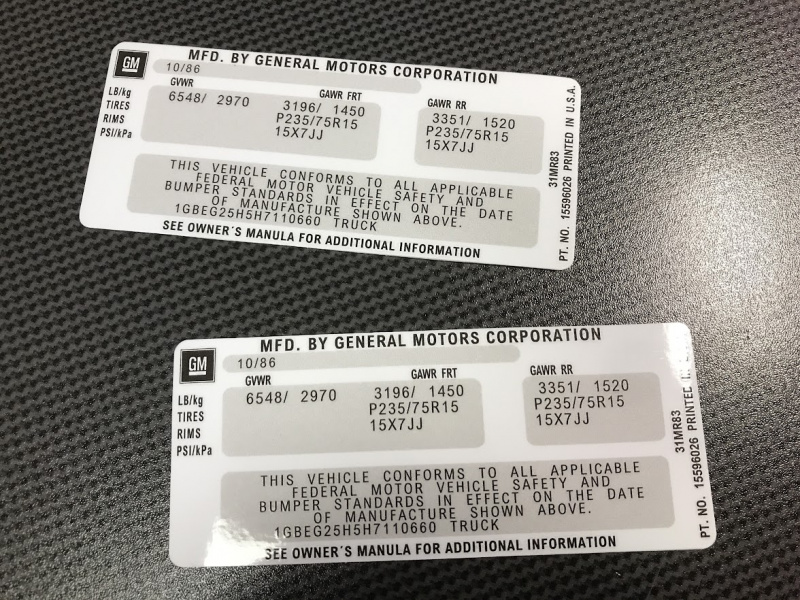 GM MFD. BY GENERAL MOTORS CORPORATION
10/86
GVWR GAWR FRT GAWR RR
LB/kg 6548/ 2970 3196/ 1450 3351/ 1520
TIRES P235/75R15 P235/75R15
RIMS 15X7JJ 15X7JJ
PSI/kPa
THIS VEHICLE CONFORMS TO ALL APPLICABLE
FEDERAL MOTOR VEHICLE SAFETY AND
BUMPER STANDARDS IN EFFECT ON THE DATE
OF MANUFACTURE SHOWN ABOVE.
1GBEG25H5H7110660 TRUCK
SEE OWNER'S MANULA FOR ADDITIONAL INFORMATION
31MR83
PT. NO. 15596026 PRINTED IN U.S.A.
GM MFD. BY GENERAL MOTORS CORPORATION
10/86
GVWR GAWR FRT GAWR RR
LB/kg 6548/ 2970 3196/ 1450 3351/ 1520
TIRES P235/75R15 P235/75R15
RIMS 15X7JJ 15X7JJ
PSI/kPa
THIS VEHICLE CONFORMS TO ALL APPLICABLE
FEDERAL MOTOR VEHICLE SAFETY AND
BUMPER STANDARDS IN EFFECT ON THE DATE
OF MANUFACTURE SHOWN ABOVE.
1GBEG25H5H7110660 TRUCK
SEE OWNER'S MANULA FOR ADDITIONAL INFORMATION
31MR83
PT. NO. 15596026 PRINTED IN